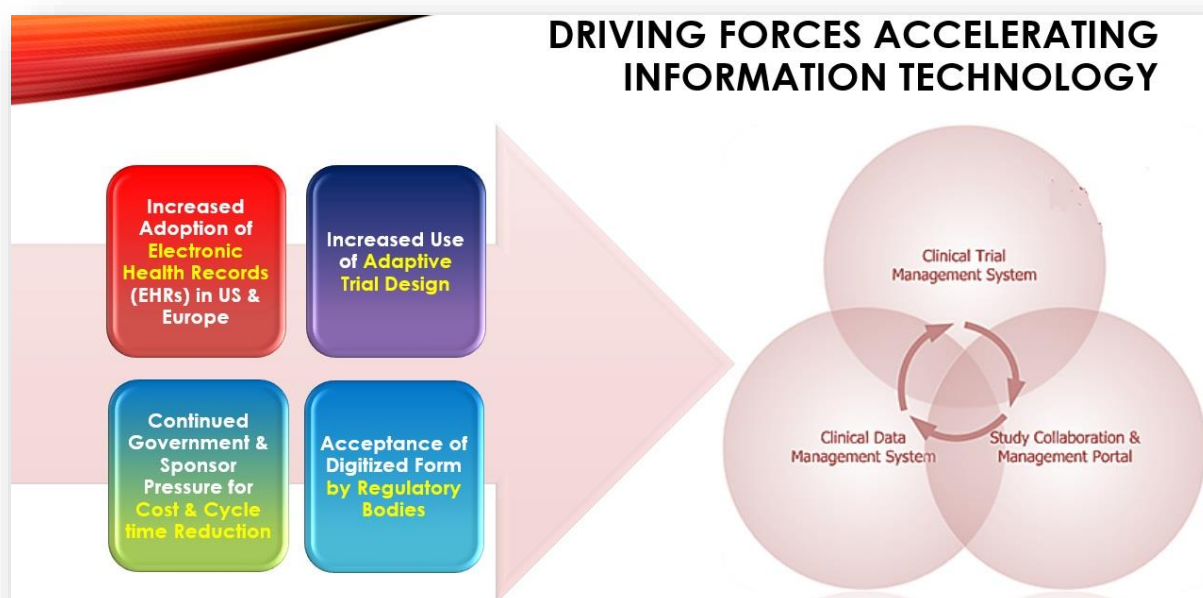 DRIVING FORCES ACCELERATING
INFORMATION TECHNOLOGY
Increased
Adoption of
Electronic
Health Records
(EHRs) in US &
Europe
Increased Use
of Adaptive
Trial Design
Continued
Government &
Sponsor
Pressure for
Cost & Cycle
time Reduction
Acceptance of
Digitized Form
by Regulatory
Bodies
Clinical Trial
Management System
Clinical Data
Management System
Study Collaboration &
Management Portal